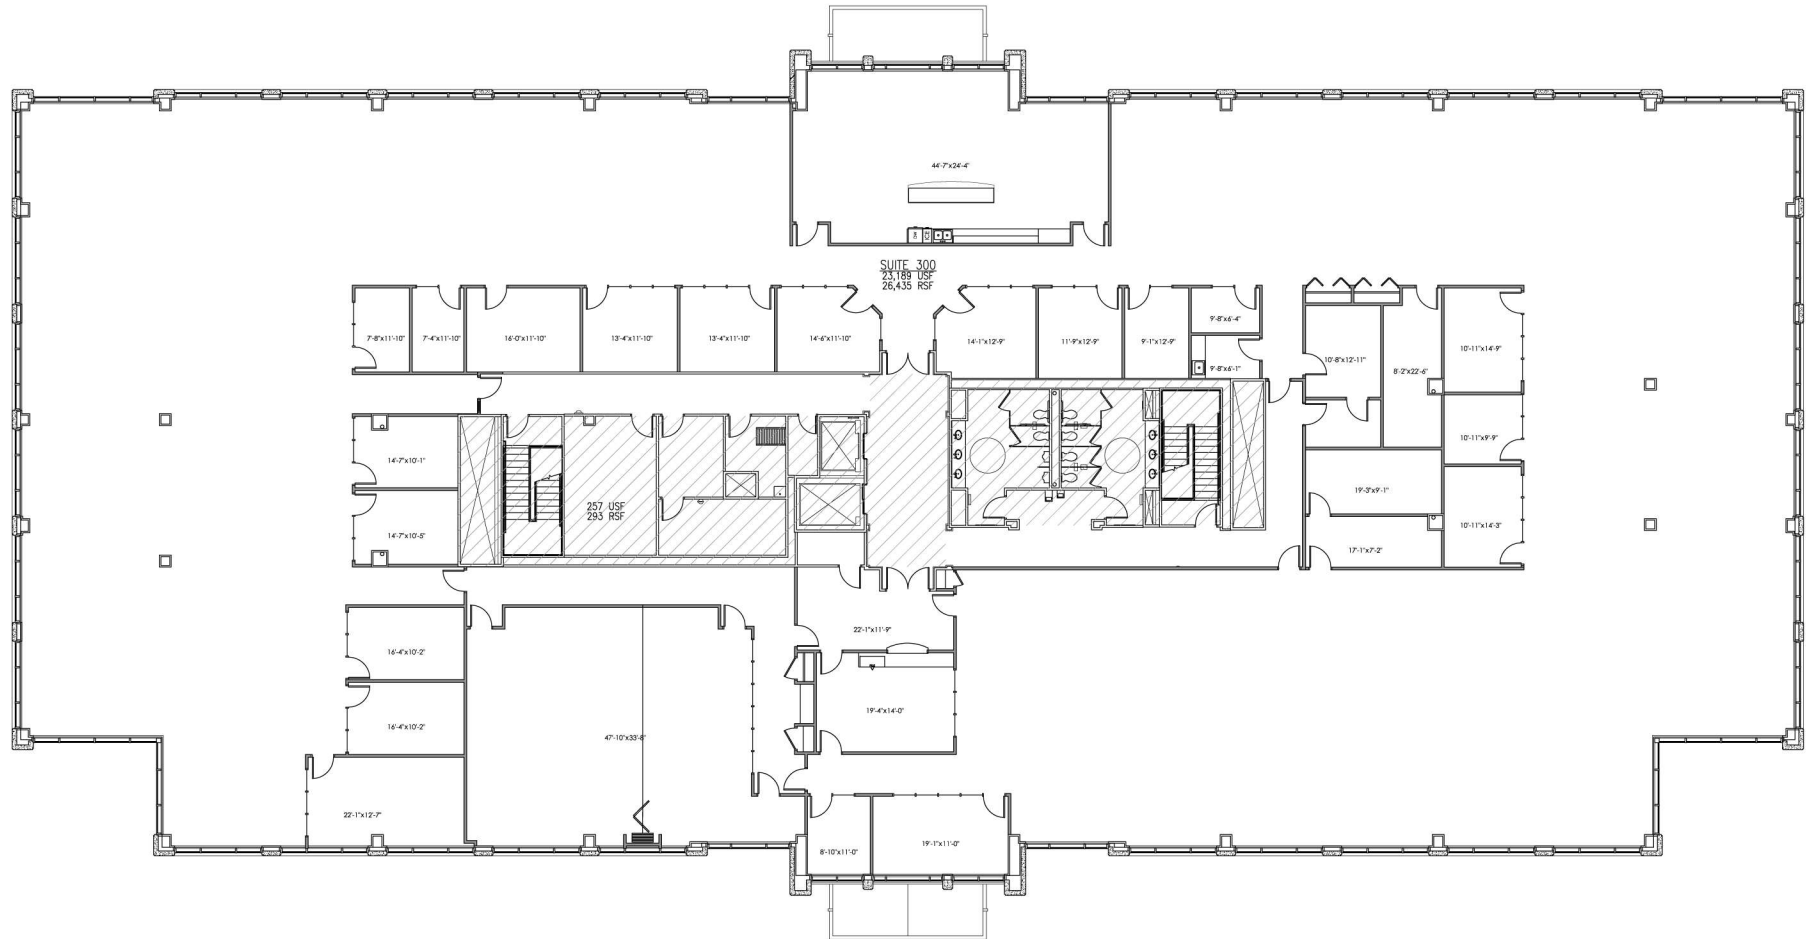 44'-7"x24'-4"
DW
ICE
SUITE 300
23,189 USF
26,435 RSF
7'-8"x11'-10"
7'-4"x11'-10"
16'-0"x11'-10"
13'-4"x11'-10"
13'-4"x11'-10"
14'-6"x11'-10"
14'-1"x12'-9"
11'-9"x12'-9"
9'-1"x12'-9"
9'-8"x6'-4"
9'-8"x6'-1"
10'-8"x12'-11"
8'-2"x22'-6"
10'-11"x14'-9"
14'-7"x10'-1"
10'-11"x9'-9"
19'-3"x9'-1"
257 USF
293 RSF
14'-7"x10'-5"
17'-1"x7'-2"
10'-11"x14'-3"
22'-1"x11'-9"
16'-4"x10'-2"
16'-4"x10'-2"
19'-4"x14'-0"
47'-10"x33'-8"
22'-1"x12'-7"
8'-10"x11'-0"
19'-1"x11'-0"